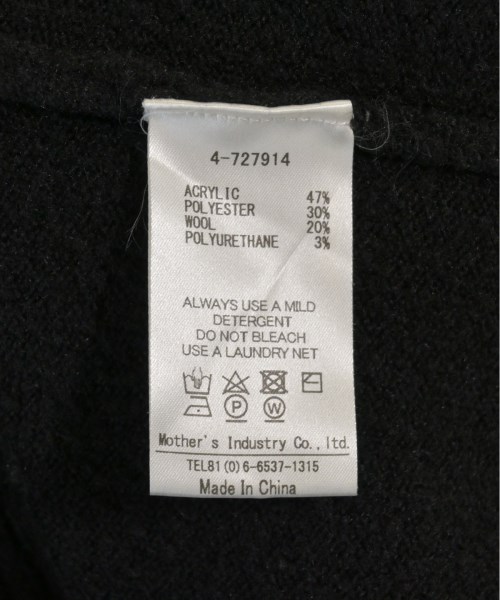 4-727914
ACRYLIC 47%
POLYESTER 30%
WOOL 20%
POLYURETHANE 3%
ALWAYS USE A MILD
DETERGENT
DO NOT BLEACH
USE A LAUNDRY NET
P W
Mother's Industry Co.,ltd.
TEL81(0)6-6537-1315
Made In China